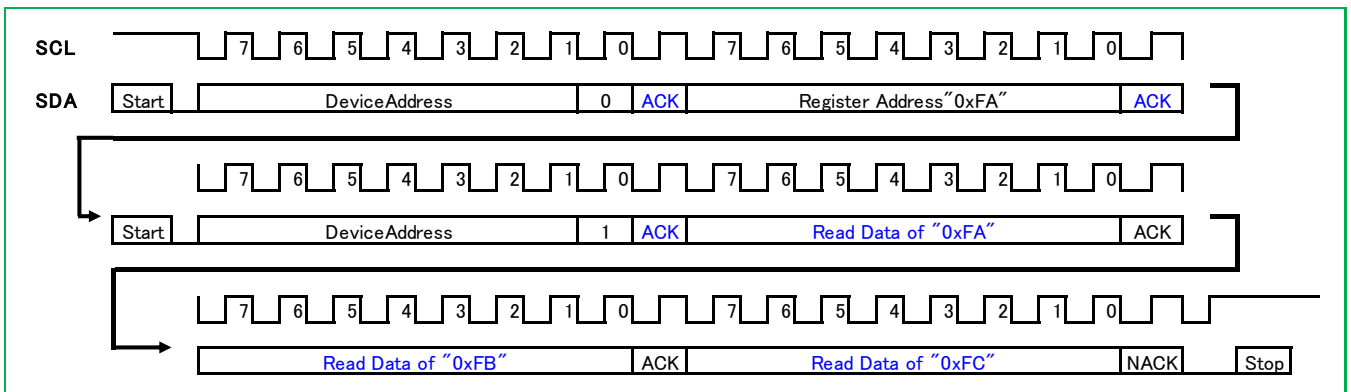 SCL 7 6 5 4 3 2 1 0 7 6 5 4 3 2 1 0
SDA Start DeviceAddress 0 ACK Register Address"0xFA" ACK
7 6 5 4 3 2 1 0 7 6 5 4 3 2 1 0
Start DeviceAddress 1 ACK Read Data of "0xFA" ACK
7 6 5 4 3 2 1 0 7 6 5 4 3 2 1 0
Read Data of "0xFB" ACK Read Data of "0xFC" NACK Stop